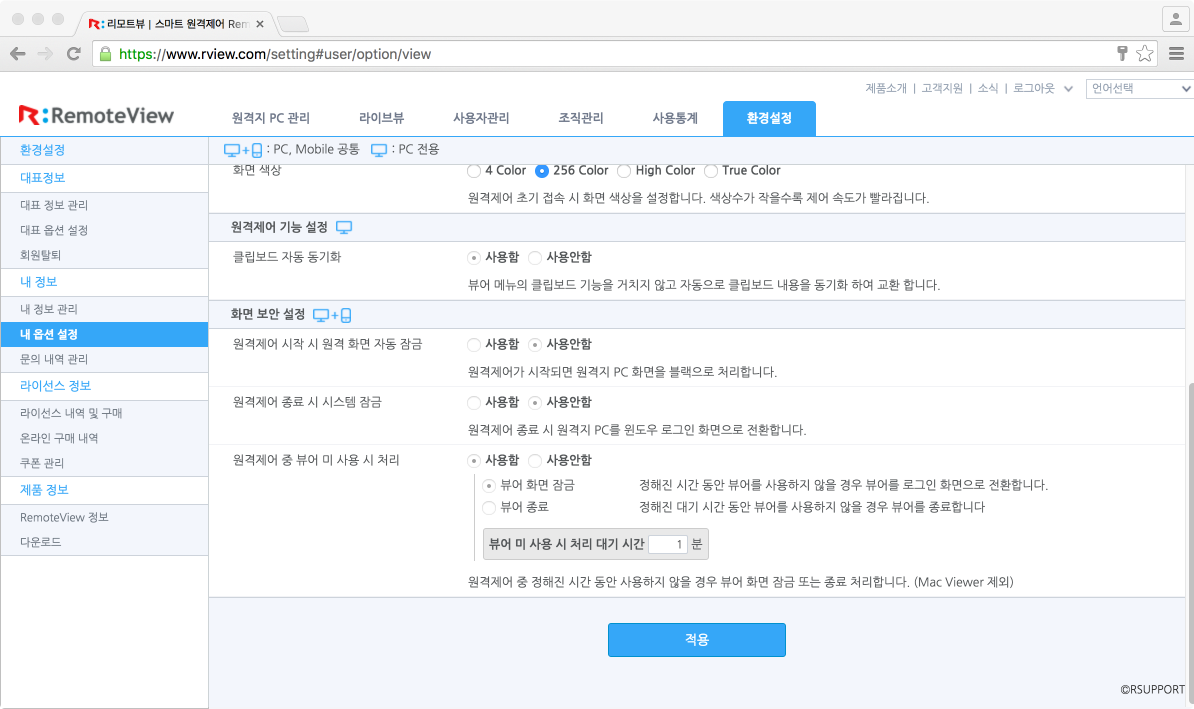 R: 리모트뷰 | 스마트 원격제어 Rem
https://www.rview.com/setting#user/option/view
제품소개 | 고객지원 | 소식 | 로그아웃 언어선택
R:RemoteView 원격지 PC 관리 라이브뷰 사용자관리 조직관리 사용통계 환경설정
환경설정
대표정보
대표 정보 관리
대표 옵션 설정
회원탈퇴
내 정보
내 정보 관리
내 옵션 설정
문의 내역 관리
라이선스 정보
라이선스 내역 및 구매
온라인 구매 내역
쿠폰 관리
제품 정보
RemoteView 정보
다운로드
+ : PC, Mobile 공통 : PC 전용
화면 색상 4 Color 256 Color High Color True Color
원격제어 초기 접속 시 화면 색상을 설정합니다. 색상수가 작을수록 제어 속도가 빨라집니다.
원격제어 기능 설정
클립보드 자동 동기화 사용함 사용안함
뷰어 메뉴의 클립보드 기능을 거치지 않고 자동으로 클립보드 내용을 동기화 하여 교환 합니다.
화면 보안 설정 +
원격제어 시작 시 원격 화면 자동 잠금 사용함 사용안함
원격제어가 시작되면 원격지 PC 화면을 블랙으로 처리합니다.
원격제어 종료 시 시스템 잠금 사용함 사용안함
원격제어 종료 시 원격지 PC를 윈도우 로그인 화면으로 전환합니다.
원격제어 중 뷰어 미 사용 시 처리 사용함 사용안함
뷰어 화면 잠금 정해진 시간 동안 뷰어를 사용하지 않을 경우 뷰어를 로그인 화면으로 전환합니다.
뷰어 종료 정해진 대기 시간 동안 뷰어를 사용하지 않을 경우 뷰어를 종료합니다
뷰어 미 사용 시 처리 대기 시간 1 분
원격제어 중 정해진 시간 동안 사용하지 않을 경우 뷰어 화면 잠금 또는 종료 처리합니다. (Mac Viewer 제외)
적용
©RSUPPORT